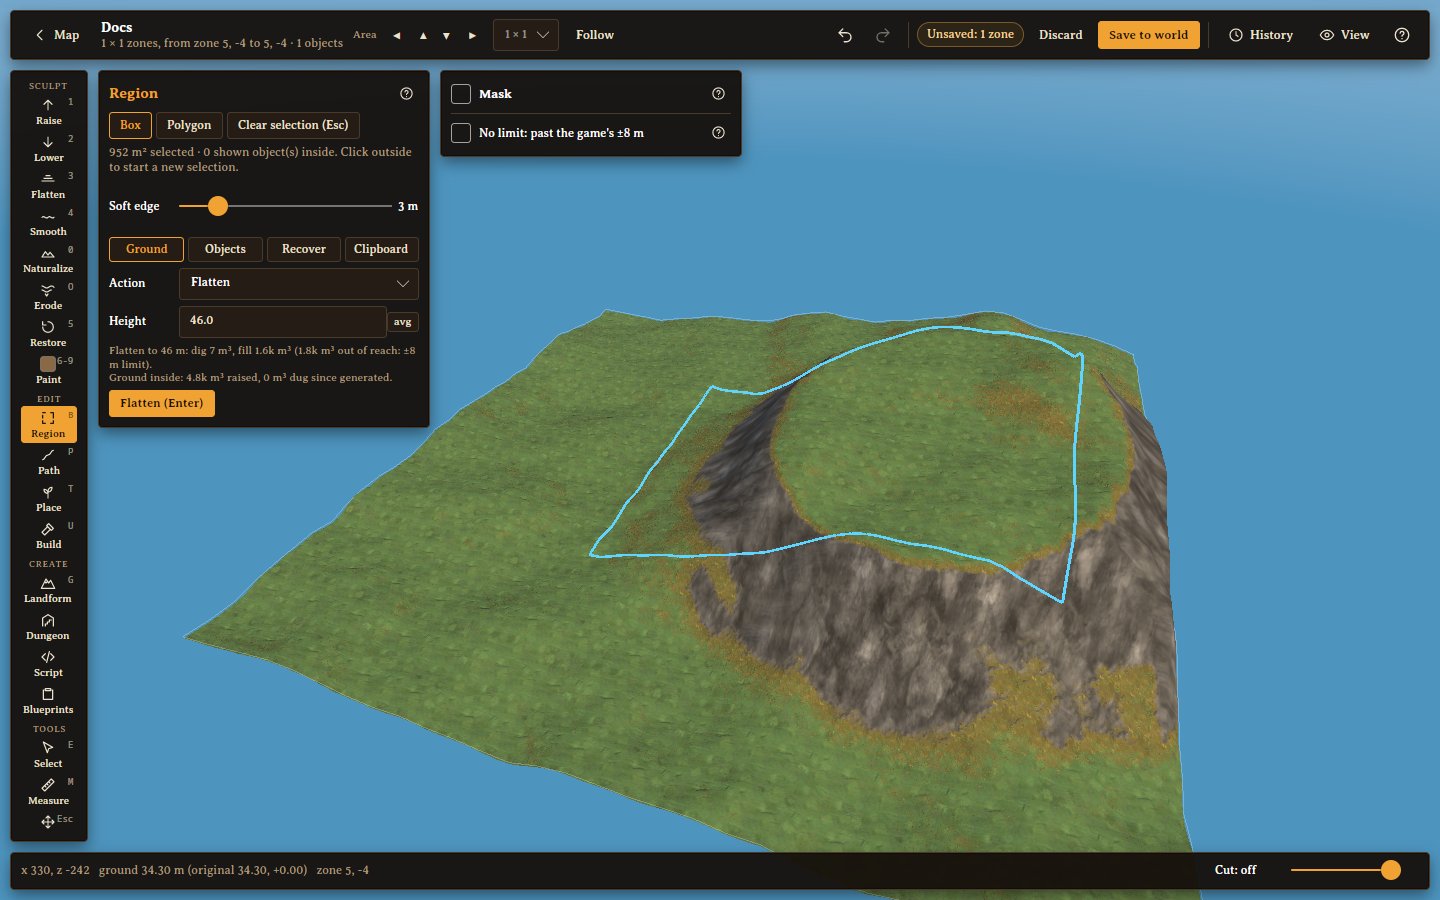 Map
Docs
1 × 1 zones, from zone 5, -4 to 5, -4 · 1 objects
Area
1 × 1
Follow
Unsaved: 1 zone
Discard
Save to world
History
View
SCULPT
1
Raise
2
Lower
3
Flatten
4
Smooth
0
Naturalize
O
Erode
5
Restore
6-9
Paint
EDIT
B
Region
P
Path
T
Place
U
Build
CREATE
G
Landform
Dungeon
Script
Blueprints
TOOLS
E
Select
M
Measure
Esc
Region
Box
Polygon
Clear selection (Esc)
952 m² selected · 0 shown object(s) inside. Click outside
to start a new selection.
Soft edge
3 m
Ground
Objects
Recover
Clipboard
Action
Flatten
Height
46.0
avg
Flatten to 46 m: dig 7 m³, fill 1.6k m³ (1.8k m³ out of reach: ±8
m limit).
Ground inside: 4.8k m³ raised, 0 m³ dug since generated.
Flatten (Enter)
Mask
No limit: past the game's ±8 m
x 330, z -242 ground 34.30 m (original 34.30, +0.00) zone 5, -4
Cut: off